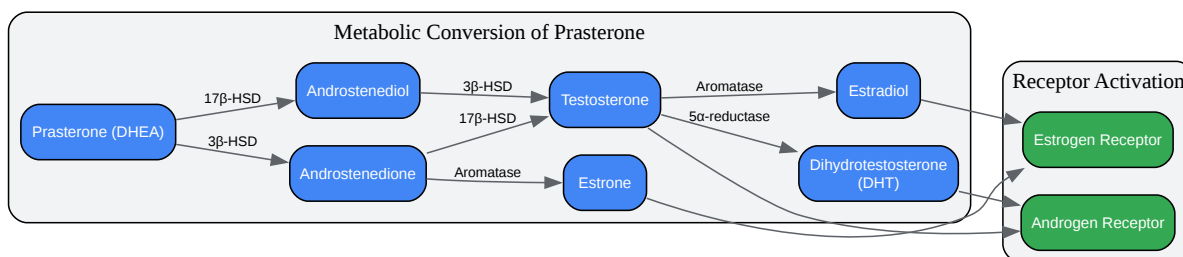 Metabolic Conversion of Prasterone
Receptor Activation
Prasterone (DHEA)
17β-HSD
3β-HSD
Androstenediol
Androstenedione
3β-HSD
17β-HSD
Aromatase
Testosterone
Estrone
Aromatase
5α-reductase
Estradiol
Dihydrotestosterone
(DHT)
Estrogen Receptor
Androgen Receptor